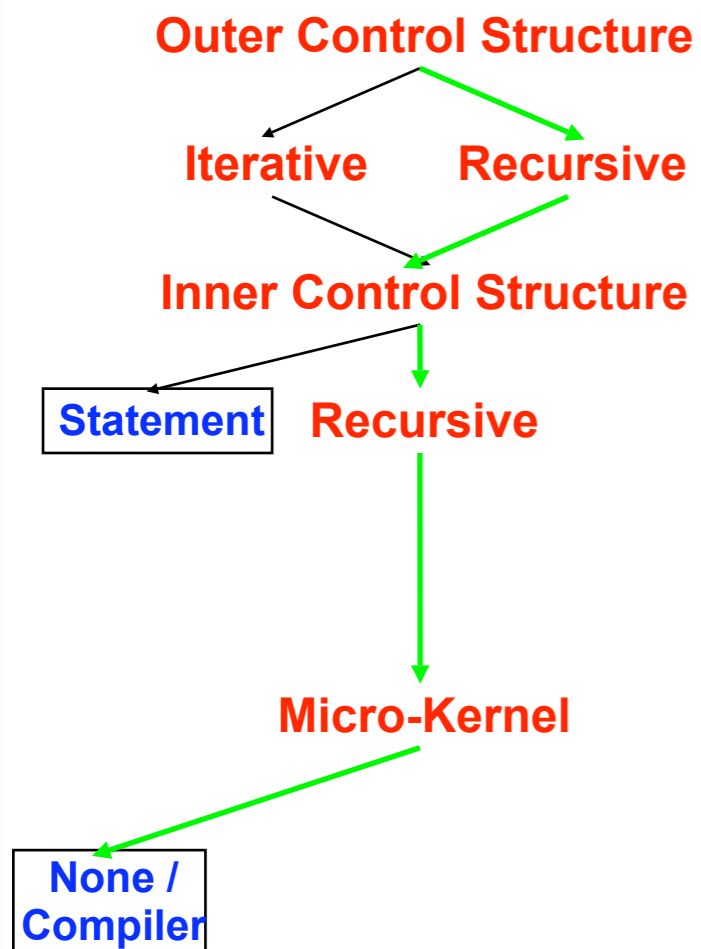 Outer Control Structure
Iterative Recursive
Inner Control Structure
Statement Recursive
Micro-Kernel
None /
Compiler